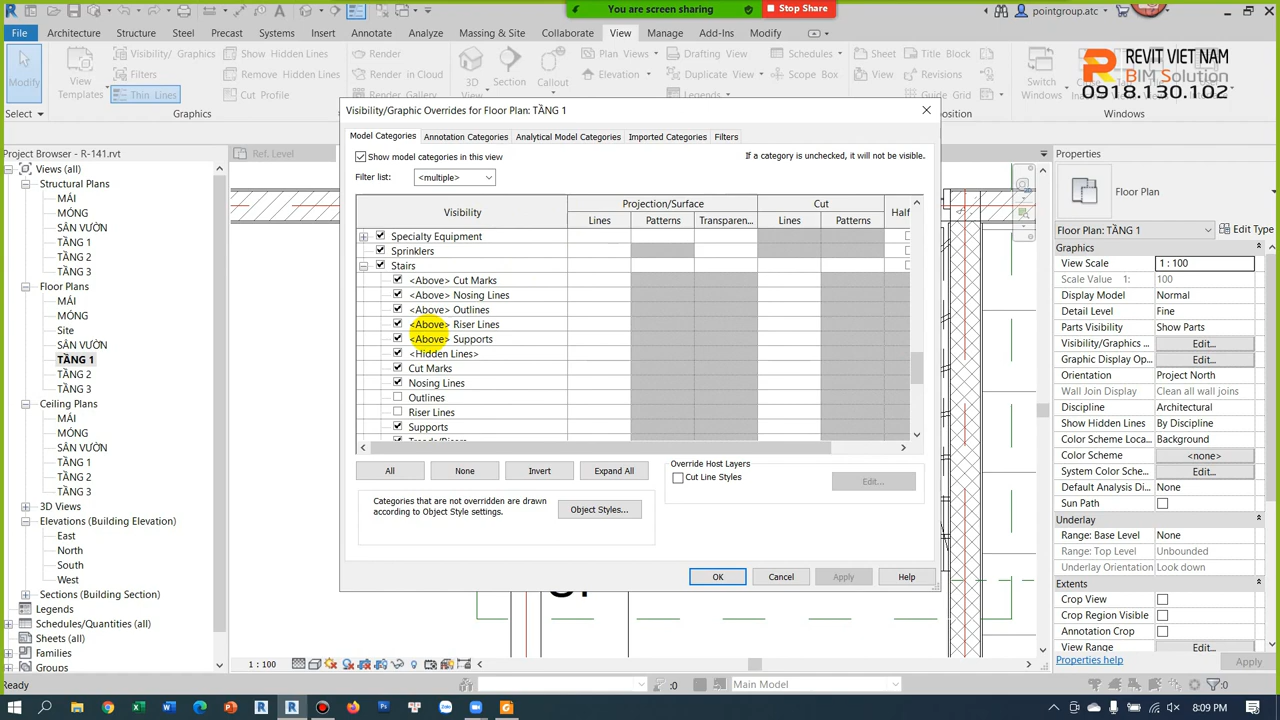 You are screen sharing
Stop Share
pointgroup.atc
File
Architecture
Structure
Steel
Precast
Systems
Insert
Annotate
Analyze
Massing & Site
Collaborate
View
Manage
Add-Ins
Modify
REVIT VIET NAM
BIM Solution
0918.130.102
Modify
View
Templates
Visibility/ Graphics
Filters
Thin Lines
Show Hidden Lines
Remove Hidden Lines
Cut Profile
Render
Render in Cloud
3D
View
Section
Callout
Plan Views
Elevation
Drafting View
Duplicate View
Legends
Schedules
Scope Box
Sheet
View
Title Block
Revisions
Guide Grid
Switch
Windows
Select
Graphics
Windows
Project Browser - R-141.rvt
Ref. Level
Views (all)
Structural Plans
MÁI
MÓNG
SÂN VƯỜN
TẦNG 1
TẦNG 2
TẦNG 3
Floor Plans
MÁI
MÓNG
Site
SÂN VƯỜN
TẦNG 1
TẦNG 2
TẦNG 3
Ceiling Plans
MÁI
MÓNG
SÂN VƯỜN
TẦNG 1
TẦNG 2
TẦNG 3
3D Views
Elevations (Building Elevation)
East
North
South
West
Sections (Building Section)
Legends
Schedules/Quantities (all)
Sheets (all)
Families
Groups
Visibility/Graphic Overrides for Floor Plan: TẦNG 1
Model Categories
Annotation Categories
Analytical Model Categories
Imported Categories
Filters
Show model categories in this view
If a category is unchecked, it will not be visible.
Filter list:
<multiple>
Visibility
Projection/Surface
Cut
Half
Lines
Patterns
Transparen...
Lines
Patterns
Specialty Equipment
Sprinklers
Stairs
<Above> Cut Marks
<Above> Nosing Lines
<Above> Outlines
<Above> Riser Lines
<Above> Supports
<Hidden Lines>
Cut Marks
Nosing Lines
Outlines
Riser Lines
Supports
All
None
Invert
Expand All
Override Host Layers
Cut Line Styles
Edit...
Categories that are not overridden are drawn
according to Object Style settings.
Object Styles...
OK
Cancel
Apply
Help
Properties
Floor Plan
Floor Plan: TẦNG 1
Edit Type
Graphics
View Scale
1 : 100
Scale Value 1:
100
Display Model
Normal
Detail Level
Fine
Parts Visibility
Show Parts
Visibility/Graphics ...
Edit...
Graphic Display Op...
Edit...
Orientation
Project North
Wall Join Display
Clean all wall joins
Discipline
Architectural
Show Hidden Lines
By Discipline
Color Scheme Loca...
Background
Color Scheme
<none>
System Color Sche...
Edit...
Default Analysis Di...
None
Sun Path
Underlay
Range: Base Level
None
Range: Top Level
Unbounded
Underlay Orientation
Look down
Extents
Crop View
Crop Region Visible
Annotation Crop
View Range
Edit...
Properties help
Apply
1 : 100
Ready
:0
Main Model
:0
8:09 PM